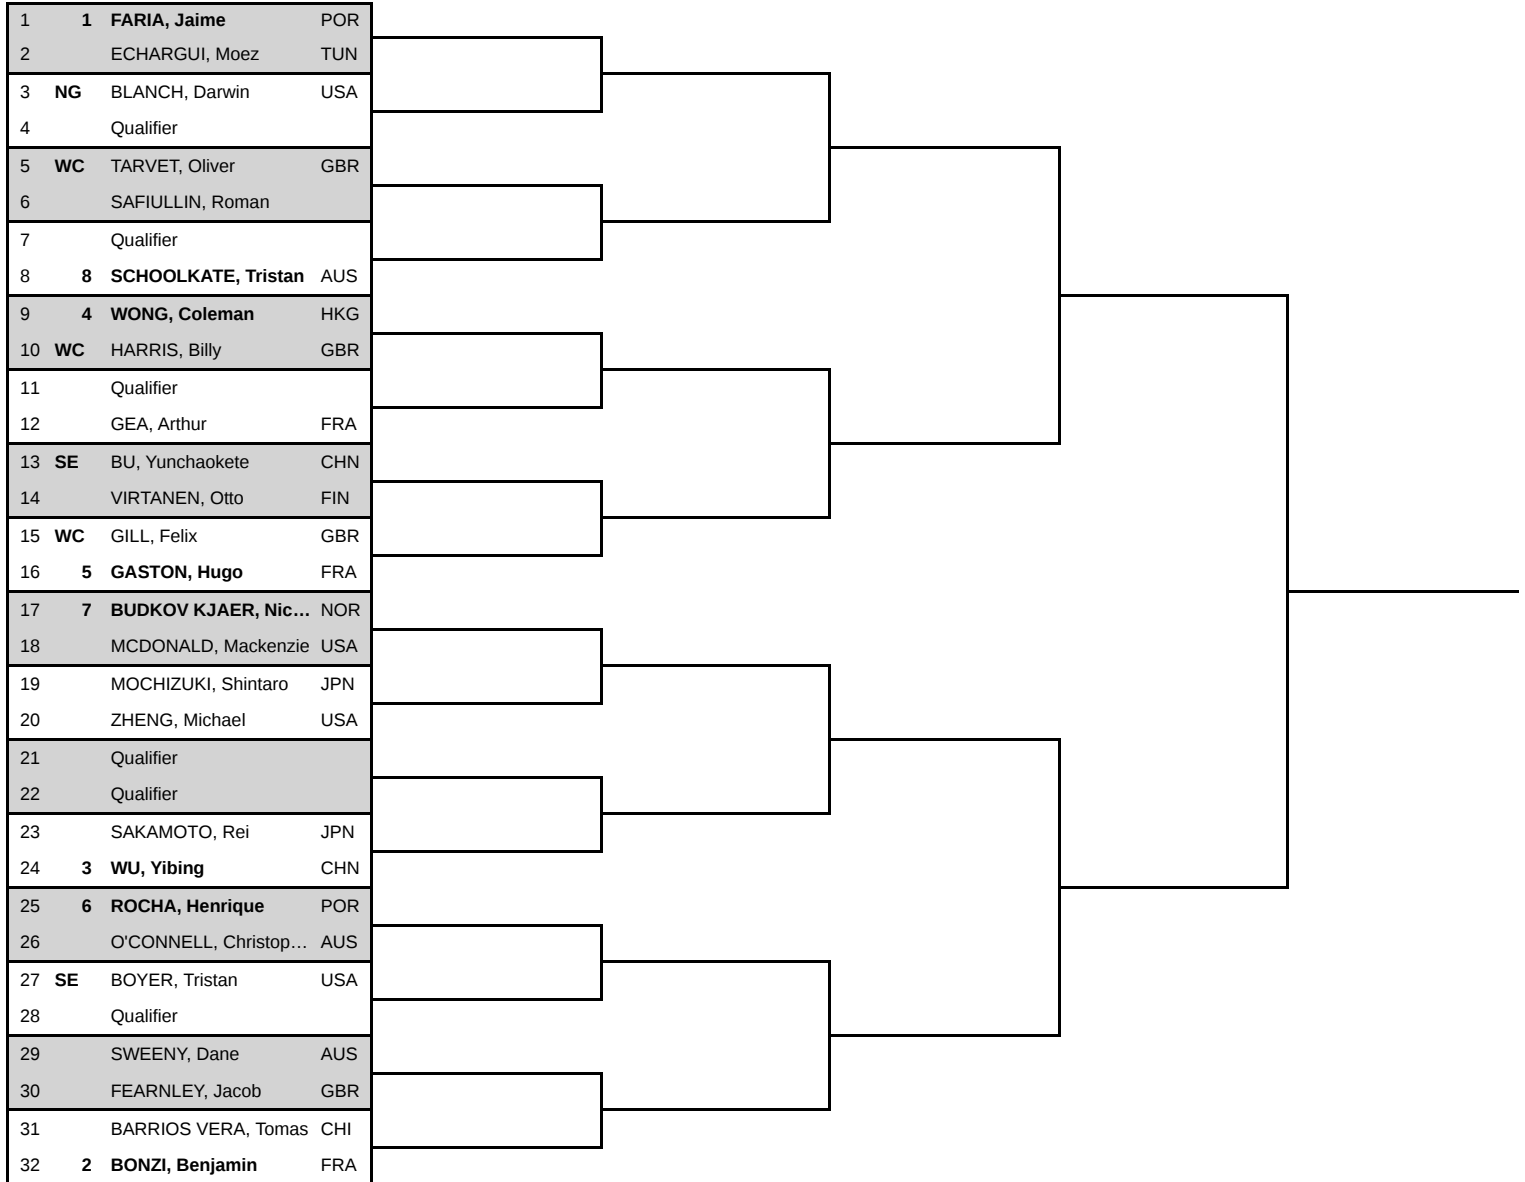 1 1 FARIA, Jaime POR
2 ECHARGUI, Moez TUN
3 NG BLANCH, Darwin USA
4 Qualifier
5 WC TARVET, Oliver GBR
6 SAFIULLIN, Roman
7 Qualifier
8 8 SCHOOLKATE, Tristan AUS
9 4 WONG, Coleman HKG
10 WC HARRIS, Billy GBR
11 Qualifier
12 GEA, Arthur FRA
13 SE BU, Yunchaokete CHN
14 VIRTANEN, Otto FIN
15 WC GILL, Felix GBR
16 5 GASTON, Hugo FRA
17 7 BUDKOV KJAER, Nic... NOR
18 MCDONALD, Mackenzie USA
19 MOCHIZUKI, Shintaro JPN
20 ZHENG, Michael USA
21 Qualifier
22 Qualifier
23 SAKAMOTO, Rei JPN
24 3 WU, Yibing CHN
25 6 ROCHA, Henrique POR
26 O'CONNELL, Christop... AUS
27 SE BOYER, Tristan USA
28 Qualifier
29 SWEENY, Dane AUS
30 FEARNLEY, Jacob GBR
31 BARRIOS VERA, Tomas CHI
32 2 BONZI, Benjamin FRA